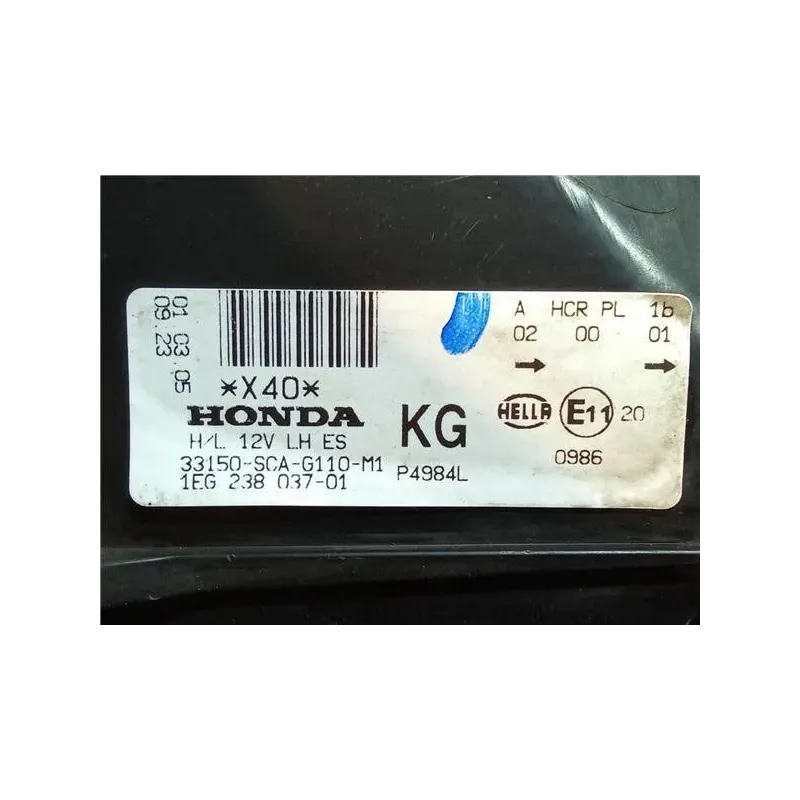 01 03 05
09 23
*X40*
HONDA
H/L 12V LH ES
33150-SCA-G110-M1
1EG 238 037-01
KG
P4984L
A HCR PL 1b
02 00 01
HELLA E11 20
0986